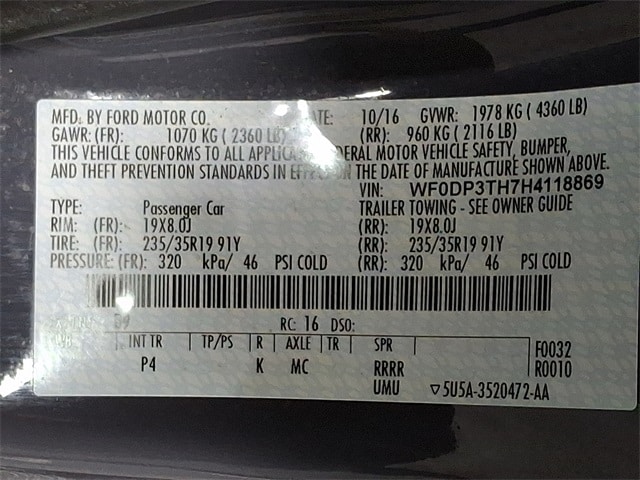 MFD. BY FORD MOTOR CO. DATE: 10/16 GVWR: 1978 KG ( 4360 LB)
GAWR: (FR): 1070 KG ( 2360 LB) (RR): 960 KG ( 2116 LB)
THIS VEHICLE CONFORMS TO ALL APPLICABLE FEDERAL MOTOR VEHICLE SAFETY, BUMPER,
AND THEFT PREVENTION STANDARDS IN EFFECT ON THE DATE OF MANUFACTURE SHOWN ABOVE.
VIN: WF0DP3TH7H4118869
TYPE: Passenger Car TRAILER TOWING - SEE OWNER GUIDE
RIM: (FR): 19X8.0J (RR): 19X8.0J
TIRE: (FR): 235/35R19 91Y (RR): 235/35R19 91Y
PRESSURE: (FR): 320 kPa/ 46 PSI COLD (RR): 320 kPa/ 46 PSI COLD
RC: 16 DSO:
INT TR TP/PS R AXLE TR SPR F0032
P4 K MC RRRR R0010
UMU ▽5U5A-3520472-AA